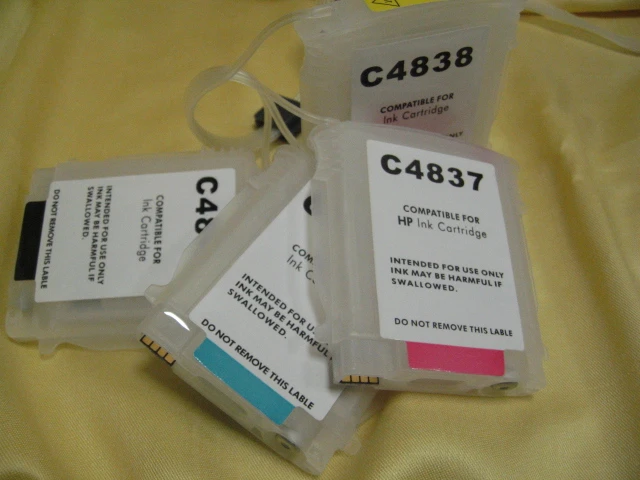 C4838
COMPATIBLE FOR
Ink Cartridge
ONLY
C4837
COMPATIBLE FOR
HP Ink Cartridge
INTENDED FOR USE ONLY
INK MAY BE HARMFUL IF
SWALLOWED.
DO NOT REMOVE THIS LABLE
C48
COMPATIBLE FOR
Ink Cartridge
INTENDED FOR USE ONLY
INK MAY BE HARMFUL IF
SWALLOWED.
DO NOT REMOVE THIS LABLE
Ink
INTENDED FOR
INK MAY BE HARMFUL
SWALLOWED.
DO NOT REMOVE THIS LABLE